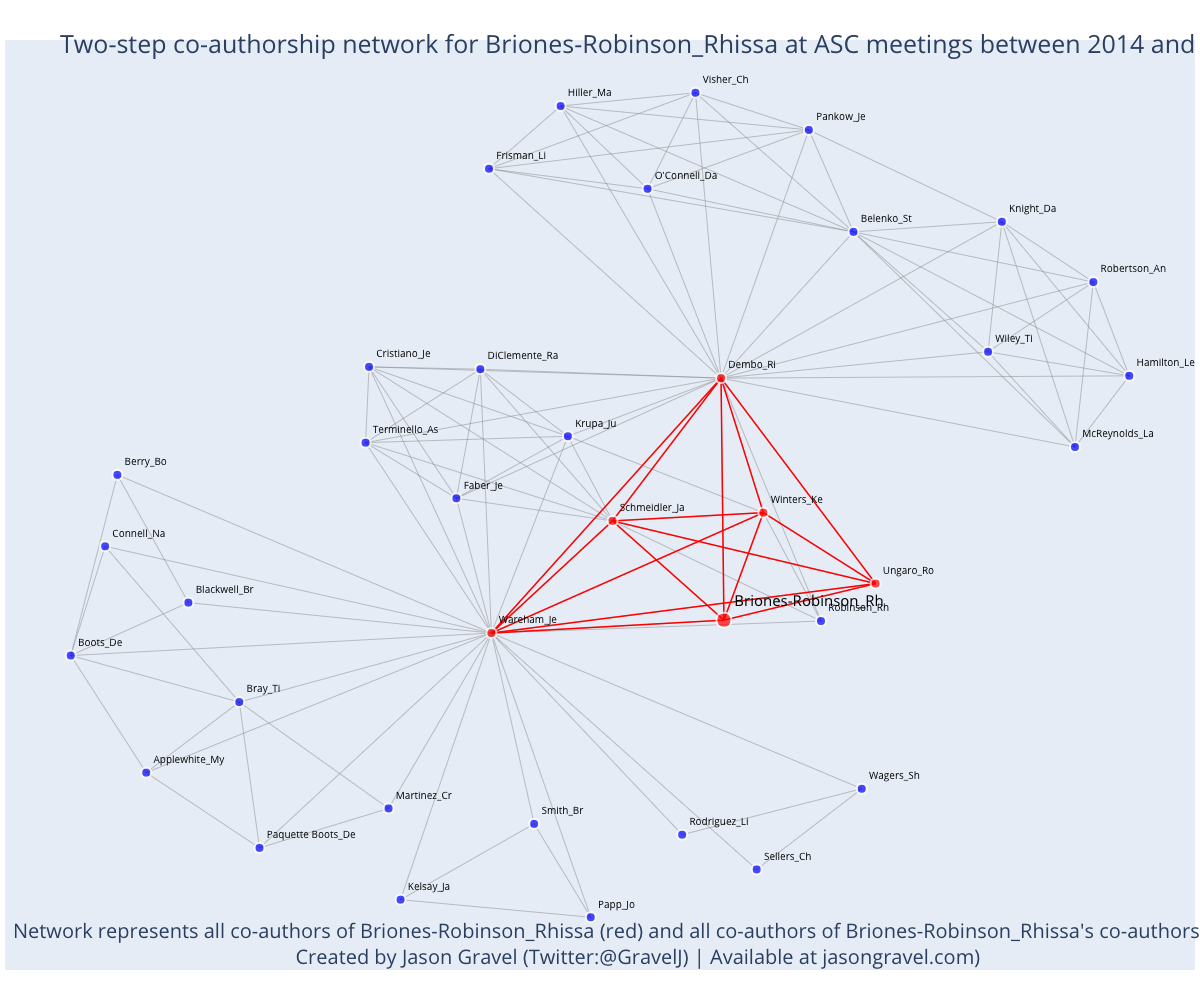 Two-step co-authorship network for Briones-Robinson_Rhissa at ASC meetings between 2014 and
Visher_Ch
Hiller_Ma
Pankow_Je
Frisman_Li
O'Connell_Da
Knight_Da
Belenko_St
Robertson_An
Wiley_Ti
Cristiano_Je
DiClemente_Ra
Dembo_Ri
Hamilton_Le
Terminello_As
Krupa_Ju
McReynolds_La
Berry_Bo
Faber_Je
Winters_Ke
Schmeidler_Ja
Connell_Na
Ungaro_Ro
Blackwell_Br
Briones-Robinson_Rh
Robinson_Rh
Wareham_Je
Boots_De
Bray_Ti
Applewhite_My
Wagers_Sh
Martinez_Cr
Smith_Br
Rodriguez_Li
Paquette Boots_De
Sellers_Ch
Kelsay_Ja
Papp_Jo
Network represents all co-authors of Briones-Robinson_Rhissa (red) and all co-authors of Briones-Robinson_Rhissa's co-authors
Created by Jason Gravel (Twitter:@GravelJ) | Available at jasongravel.com)